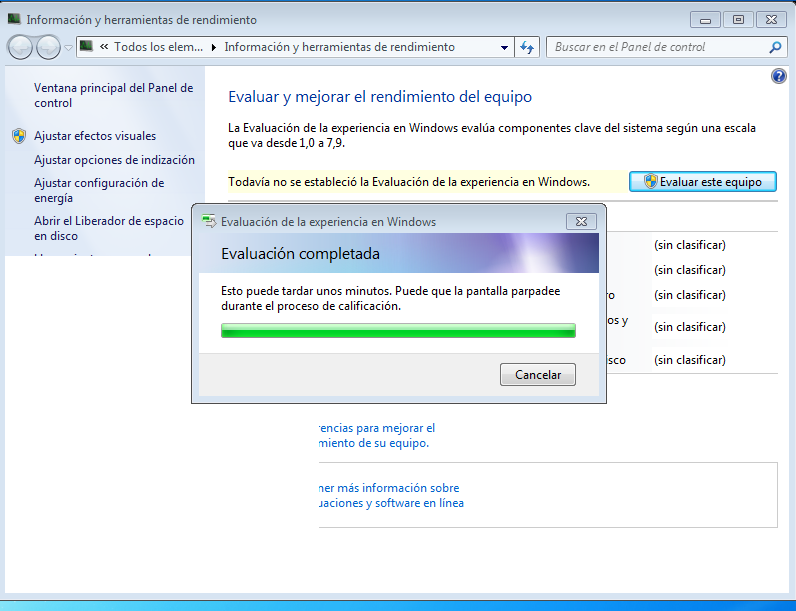 Información y herramientas de rendimiento
« Todos los elem... Información y herramientas de rendimiento
Buscar en el Panel de control
Ventana principal del Panel de
control
Ajustar efectos visuales
Ajustar opciones de indización
Ajustar configuración de
energía
Abrir el Liberador de espacio
en disco
Evaluar y mejorar el rendimiento del equipo
La Evaluación de la experiencia en Windows evalúa componentes clave del sistema según una escala
que va desde 1,0 a 7,9.
Todavía no se estableció la Evaluación de la experiencia en Windows.
Evaluar este equipo
Evaluación de la experiencia en Windows
Evaluación completada
Esto puede tardar unos minutos. Puede que la pantalla parpadee
durante el proceso de calificación.
Cancelar
(sin clasificar)
(sin clasificar)
ro (sin clasificar)
os y (sin clasificar)
sco (sin clasificar)
rencias para mejorar el
miento de su equipo.
ner más información sobre
uaciones y software en línea